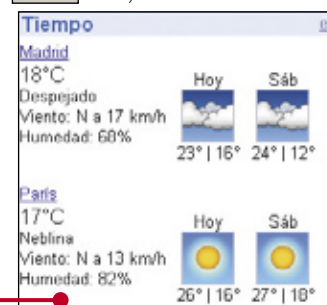 Tiempo
Madrid
18°C
Despejado
Viento: N a 17 km/h
Humedad: 68%
Hoy Sáb
23° | 16° 24° | 12°
París
17°C
Neblina
Viento: N a 13 km/h
Humedad: 82%
Hoy Sáb
26° | 16° 27° | 18°